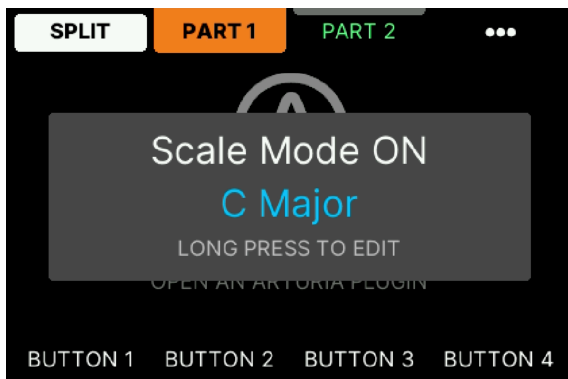 SPLIT PART 1 PART 2 •••
Scale Mode ON
C Major
LONG PRESS TO EDIT
OPEN AN ARTURIA PLUGIN
BUTTON 1 BUTTON 2 BUTTON 3 BUTTON 4